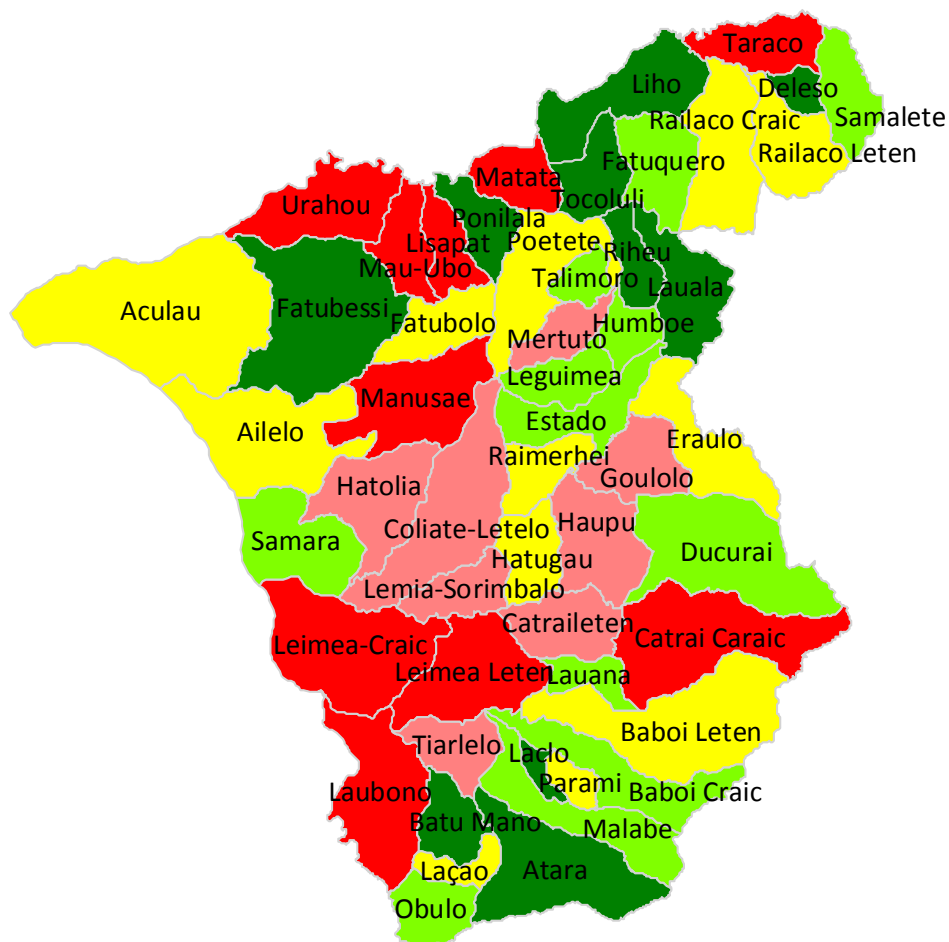 Taraco
Liho
Deleso
Railaco Craic
Samalete
Fatuquero
Railaco Leten
Matata
Tocoluli
Urahou
Ponilala
Lisapat
Poetete
Riheu
Mau-Ubo
Talimoro
Lauala
Aculau
Fatubessi
Fatubolo
Humboe
Mertuto
Leguimea
Manusae
Estado
Ailelo
Eraulo
Raimerhei
Goulolo
Hatolia
Coliate-Letelo
Haupu
Samara
Ducurai
Hatugau
Lemia-Sorimbalo
Catraileten
Leimea-Craic
Catrai Caraic
Leimea Leten
Lauana
Baboi Leten
Tiarlelo
Laclo
Parami
Laubono
Baboi Craic
Batu Mano
Malabe
Laçao
Atara
Obulo